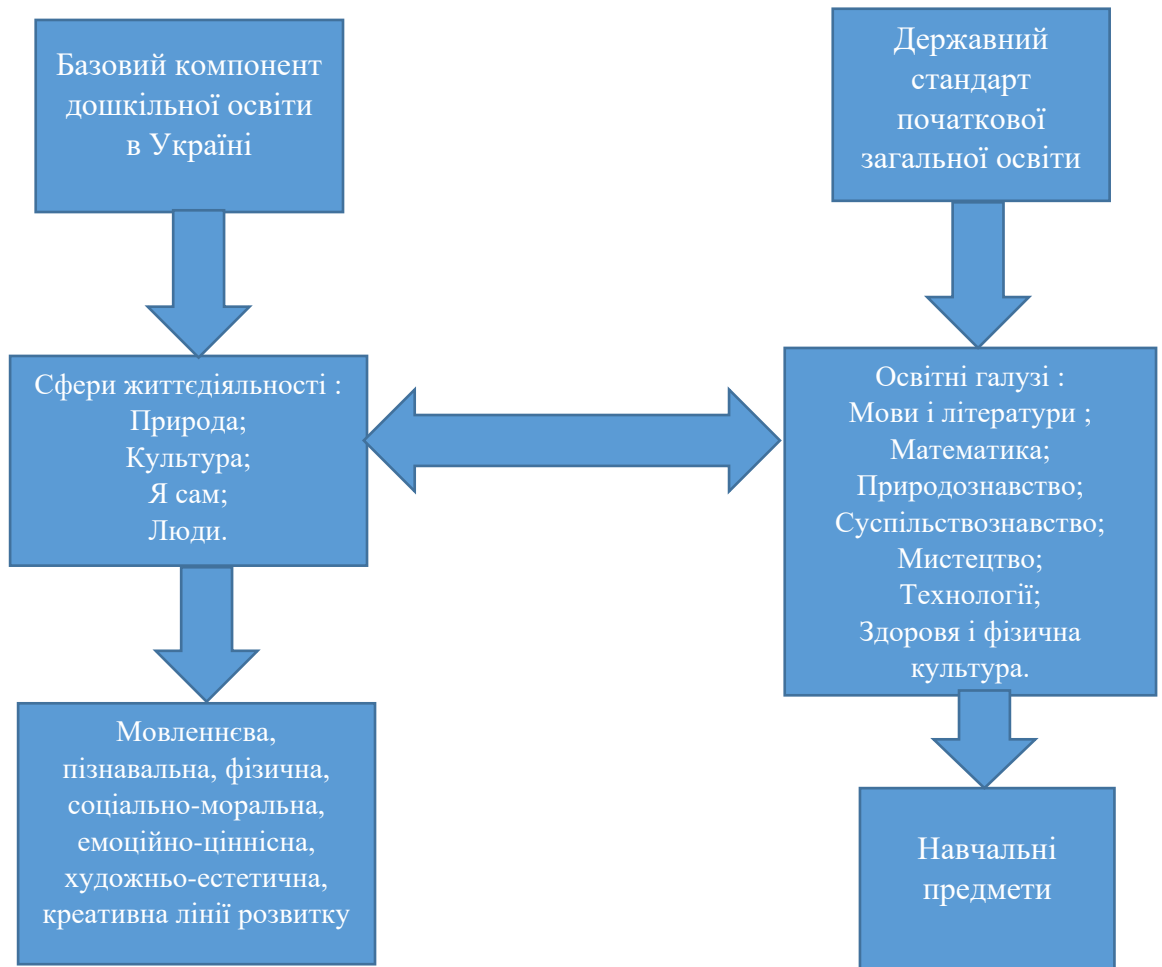 Базовий компонент
дошкільної освіти
в Україні
Державний
стандарт
початкової
загальної освіти
Сфери життєдіяльності :
Природа;
Культура;
Я сам;
Люди.
Освітні галузі :
Мови і літератури ;
Математика;
Природознавство;
Суспільствознавство;
Мистецтво;
Технології;
Здоровя і фізична
культура.
Мовленнєва,
пізнавальна, фізична,
соціально-моральна,
емоційно-ціннісна,
художньо-естетична,
креативна лінії розвитку
Навчальні
предмети